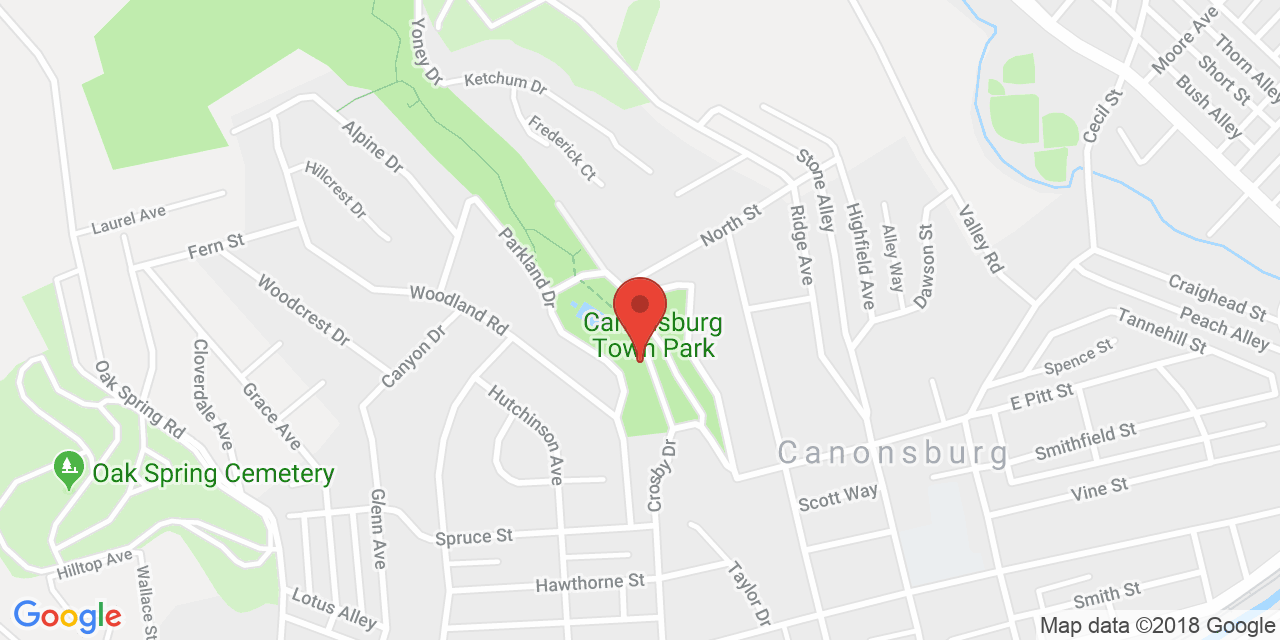 Yoney Dr
Ketchum Dr
Frederick Ct
Alpine Dr
Hillcrest Dr
Laurel Ave
Fern St
Parkland Dr
Woodcrest Dr
Woodland Rd
Canyon Dr
Moore Ave
Thorn Alley
Short St
Bush Alley
Cecil St
Stone Alley
North St
Ridge Ave
Highfield Ave
Alley Way
Dawson St
Valley Rd
Craighead St
Peach Alley
Tannehill St
Spence St
E Pitt St
Smithfield St
Vine St
Canonsburg
Town Park
Canonsburg
Scott Way
Oak Spring Rd
Cloverdale Ave
Grace Ave
Hutchinson Ave
Oak Spring Cemetery
Glenn Ave
Crosby Dr
Spruce St
Hawthorne St
Taylor Dr
Smith St
Hilltop Ave
Wallace St
Lotus Alley
Google
Map data ©2018 Google